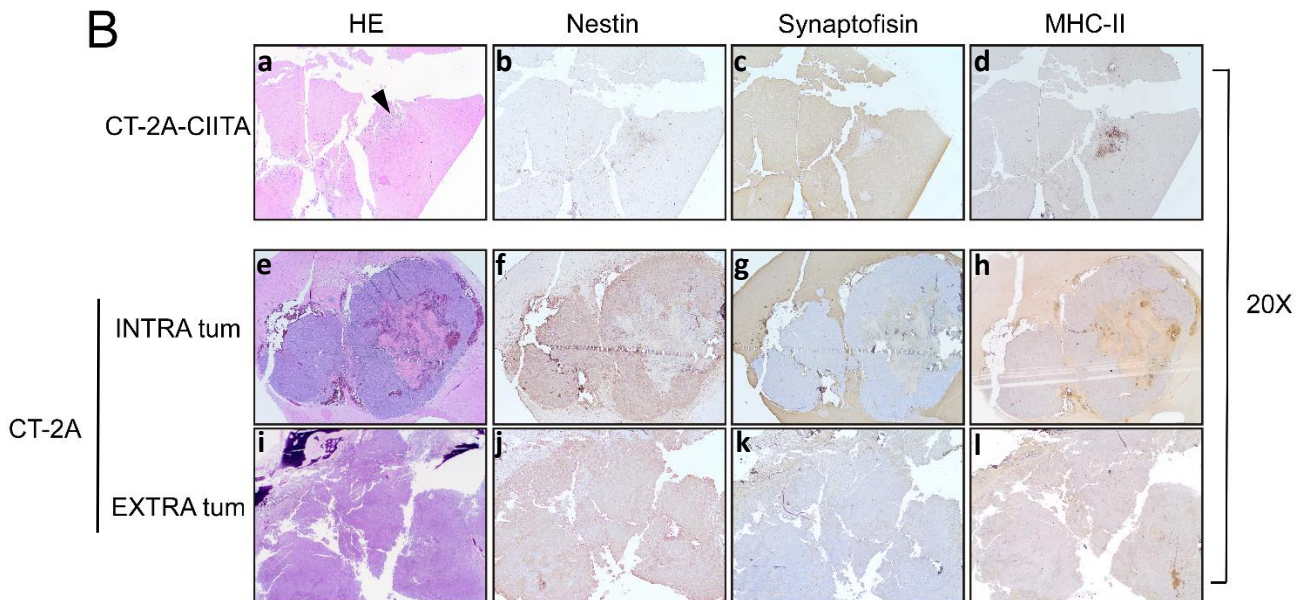 B
HE Nestin Synaptofisin MHC-II
a b c d
CT-2A-CIITA
e f g h
INTRA tum
20X
CT-2A
i j k l
EXTRA tum